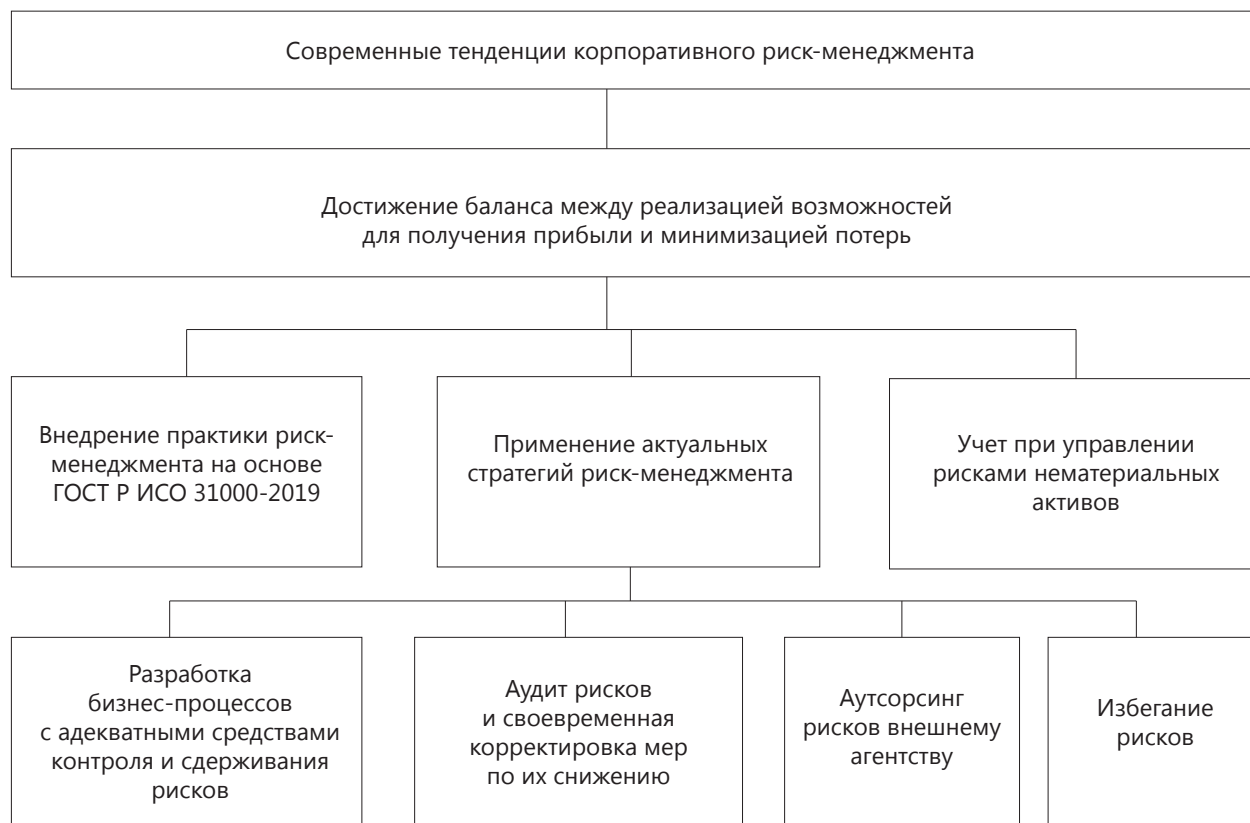 Современные тенденции корпоративного риск-менеджмента
Достижение баланса между реализацией возможностей
для получения прибыли и минимизацией потерь
Внедрение практики риск-
менеджмента на основе
ГОСТ Р ИСО 31000-2019
Применение актуальных
стратегий риск-менеджмента
Учет при управлении
рисками нематериальных
активов
Разработка
бизнес-процессов
с адекватными средствами
контроля и сдерживания
рисков
Аудит рисков
и своевременная
корректировка мер
по их снижению
Аутсорсинг
рисков внешнему
агентству
Избегание
рисков